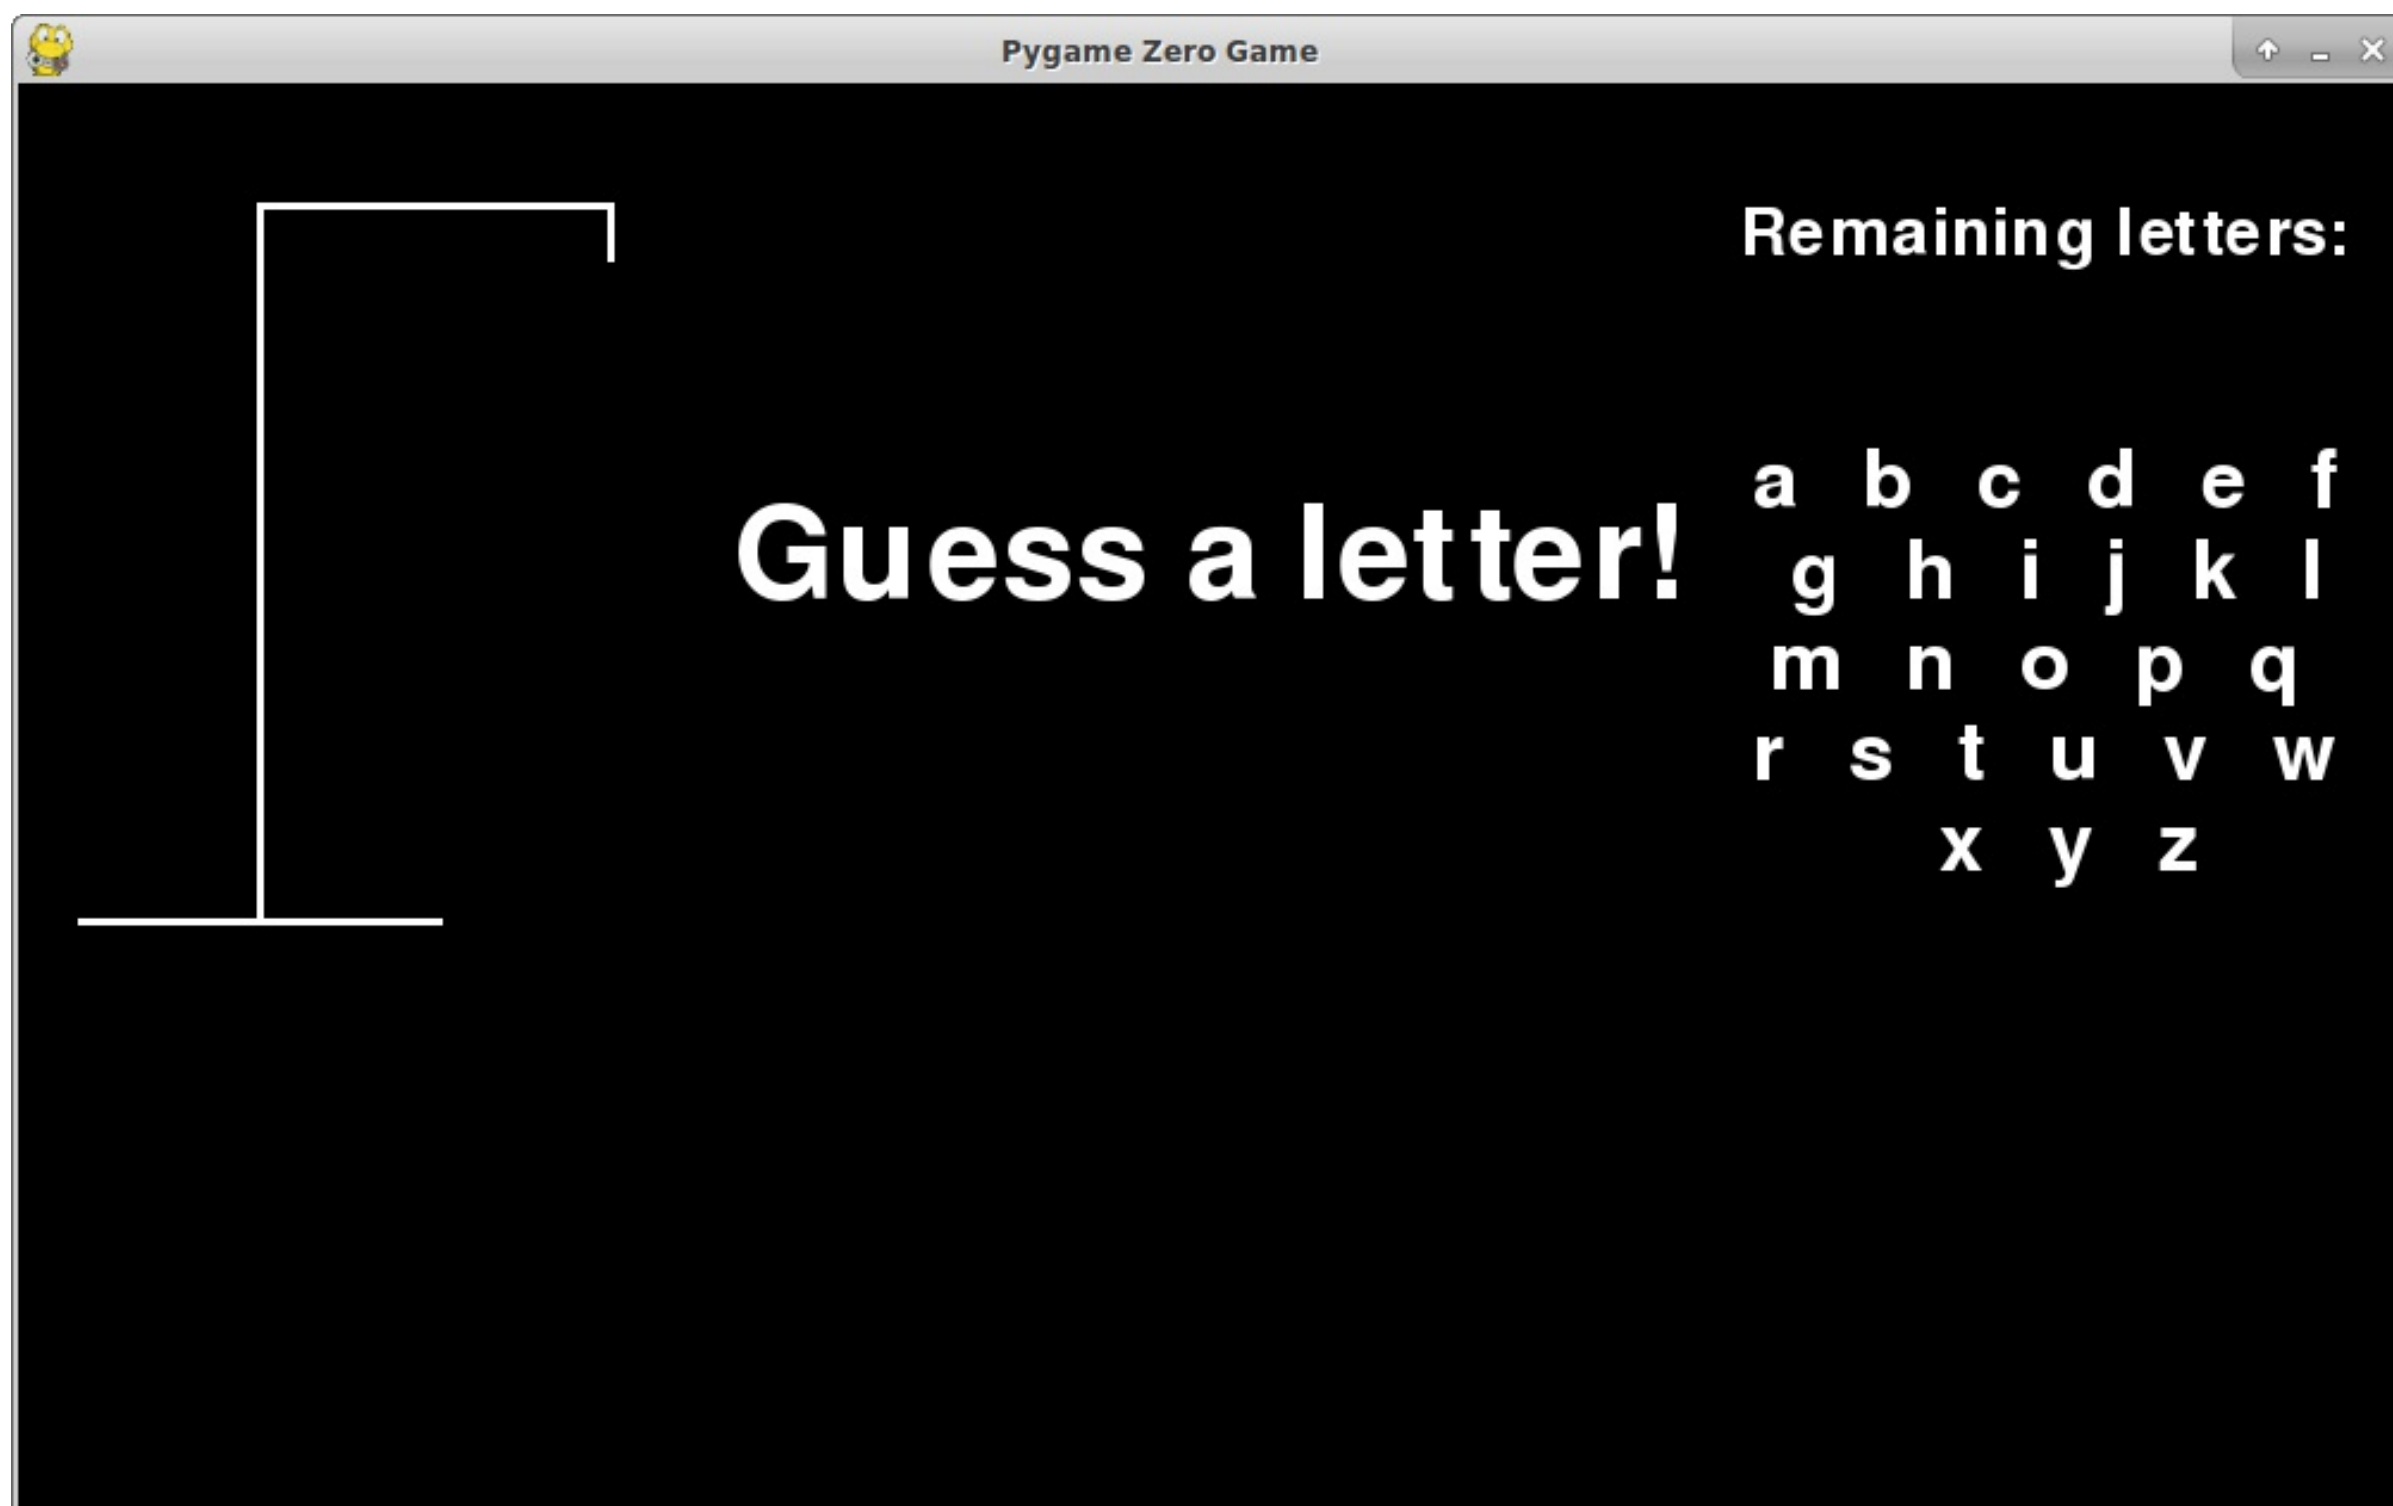 Pygame Zero Game
Remaining letters:
Guess a letter!
a b c d e f
g h i j k l
m n o p q
r s t u v w
x y z